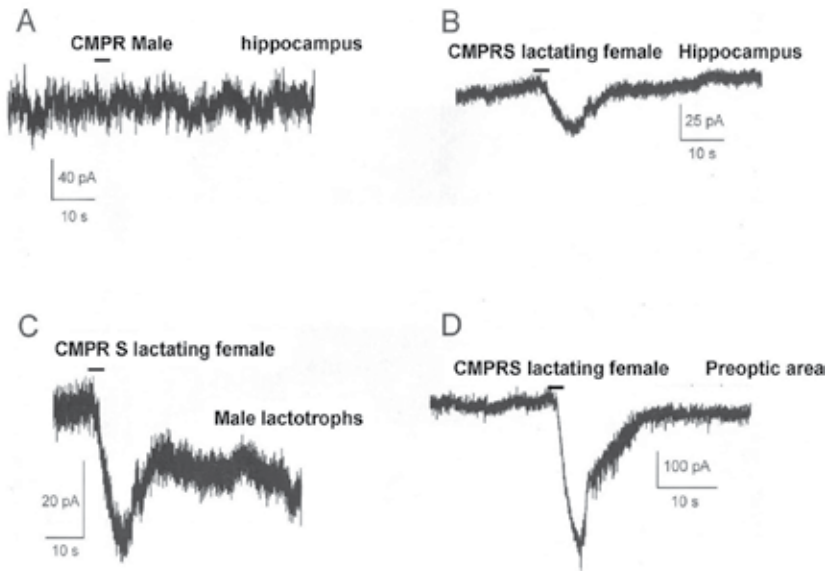 A
CMPR Male hippocampus
40 pA
10 s
B
CMPRS lactating female Hippocampus
25 pA
10 s
C
CMPR S lactating female
Male lactotrophs
20 pA
10 s
D
CMPRS lactating female Preoptic area
100 pA
10 s